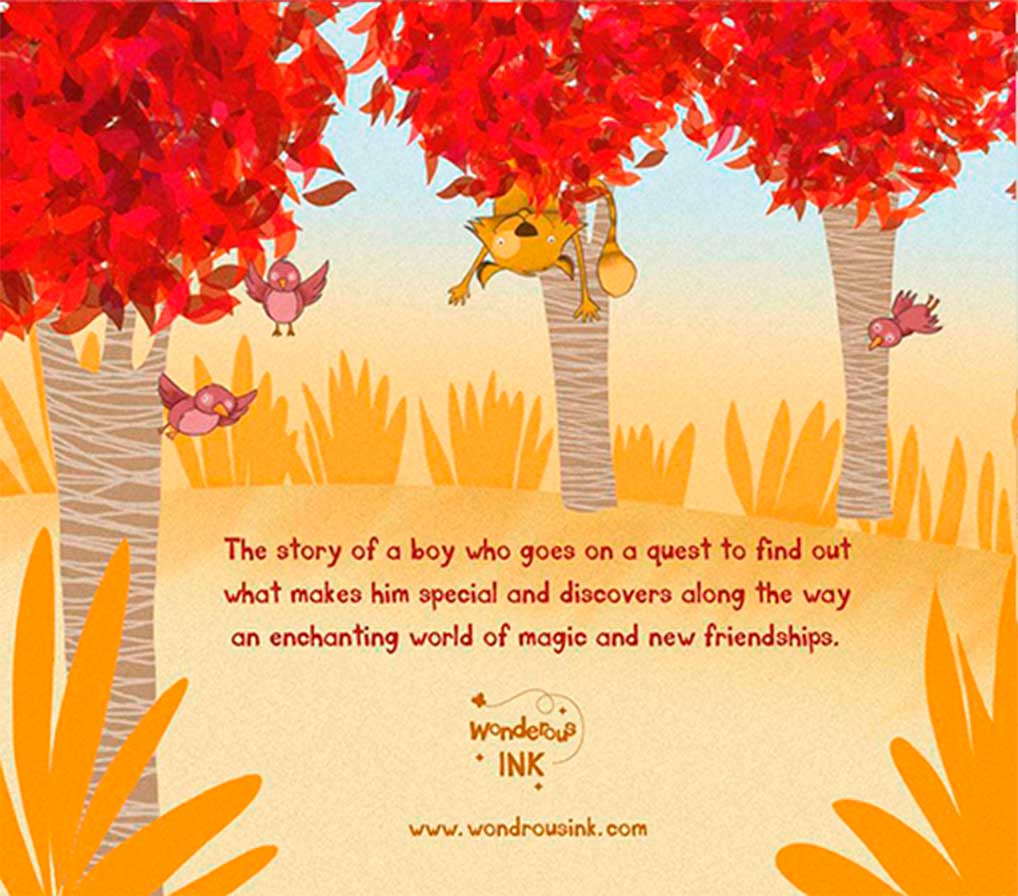 The story of a boy who goes on a quest to find out
what makes him special and discovers along the way
an enchanting world of magic and new friendships.
Wonderous
INK
www.wondrousink.com